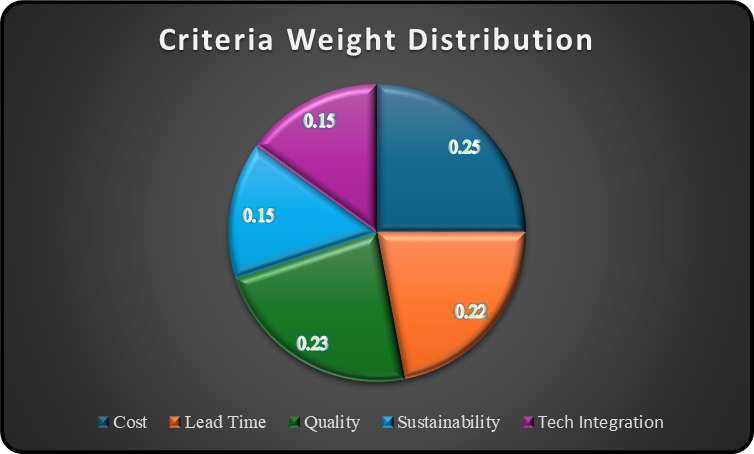 Criteria Weight Distribution
0.15
0.25
0.15
0.22
0.23
Cost Lead Time Quality Sustainability Tech Integration